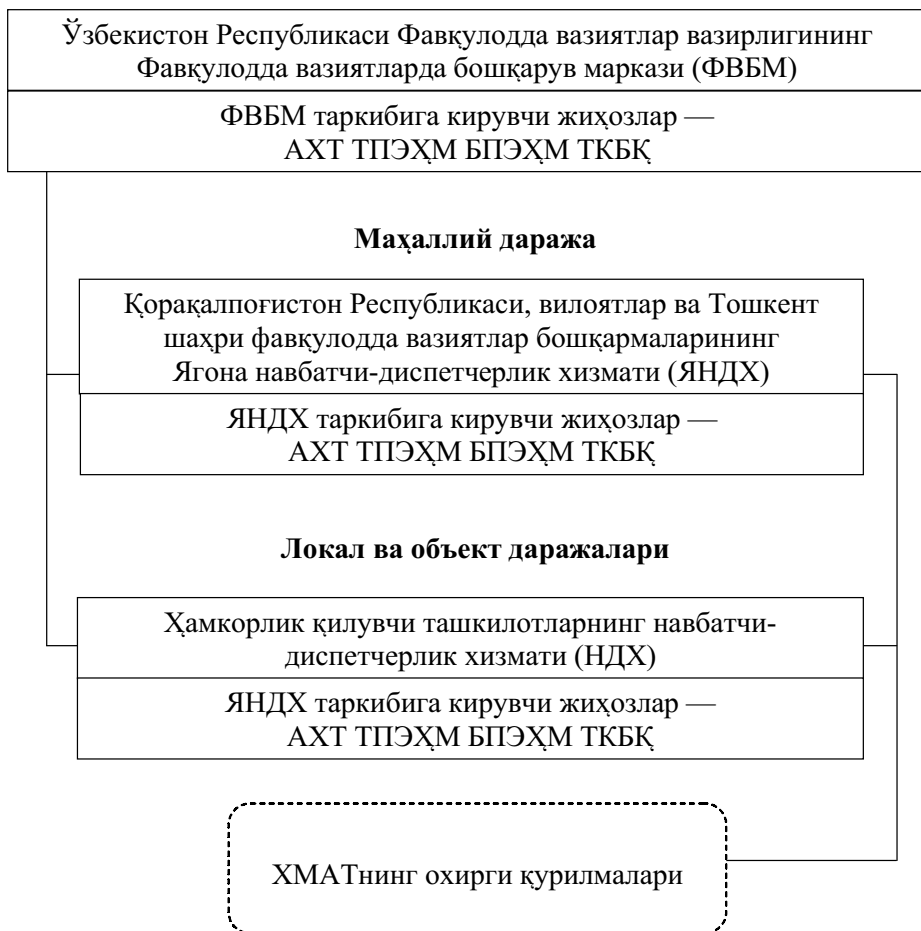 Ўзбекистон Республикаси Фавқулодда вазиятлар вазирлигининг
Фавқулодда вазиятларда бошқарув маркази (ФВБМ)
ФВБМ таркибига кирувчи жиҳозлар —
АХТ ТПЭҲМ БПЭҲМ ТКБҚ
Маҳаллий даража
Қорақалпоғистон Республикаси, вилоятлар ва Тошкент
шаҳри фавқулодда вазиятлар бошқармаларининг
Ягона навбатчи-диспетчерлик хизмати (ЯНДХ)
ЯНДХ таркибига кирувчи жиҳозлар —
АХТ ТПЭҲМ БПЭҲМ ТКБҚ
Локал ва объект даражалари
Ҳамкорлик қилувчи ташкилотларнинг навбатчи-
диспетчерлик хизмати (НДХ)
ЯНДХ таркибига кирувчи жиҳозлар —
АХТ ТПЭҲМ БПЭҲМ ТКБҚ
ХМАТнинг охирги қурилмалари